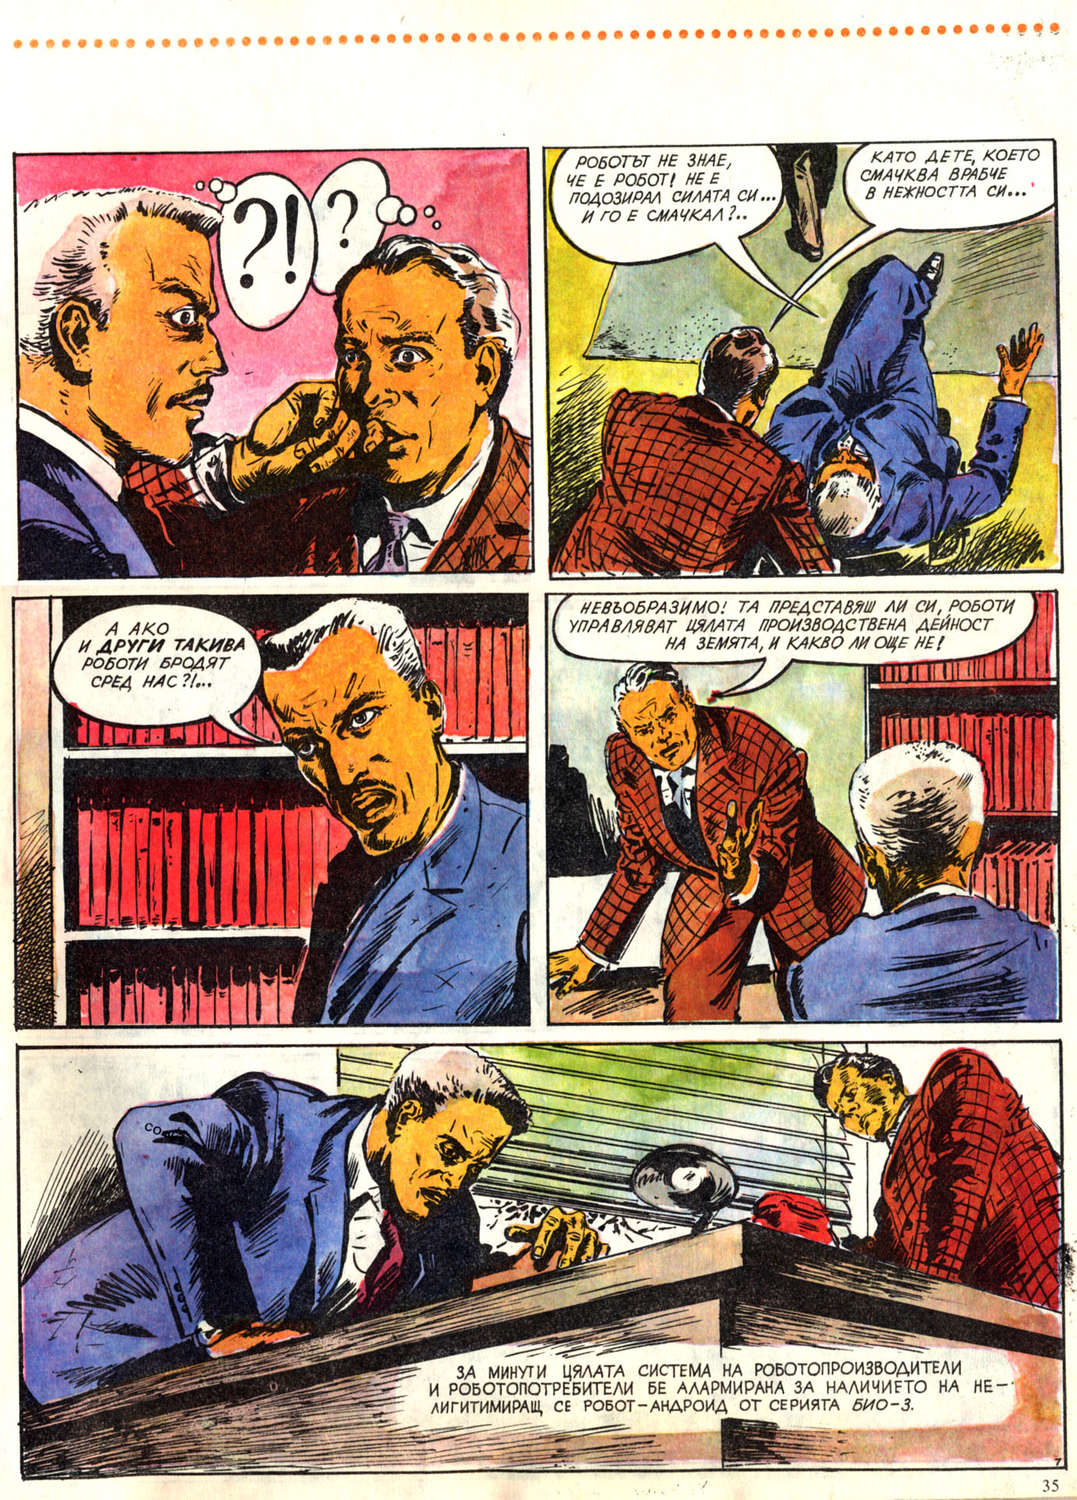 ?!
?
РОБОТЪТ НЕ ЗНАЕ,
ЧЕ Е РОБОТ! НЕ Е
ПОДОЗИРАЛ СИЛАТА СИ...
И ГО Е СМАЧКАЛ?..
КАТО ДЕТЕ, КОЕТО
СМАЧКВА ВРАБЧЕ
В НЕЖНОСТТА СИ...
А АКО
И ДРУГИ ТАКИВА
РОБОТИ БРОДЯТ
СРЕД НАС?!...
НЕВЪОБРАЗИМО! ТА ПРЕДСТАВЯШ ЛИ СИ, РОБОТИ
УПРАВЛЯВАТ ЦЯЛАТА ПРОИЗВОДСТВЕНА ДЕЙНОСТ
НА ЗЕМЯТА, И КАКВО ЛИ ОЩЕ НЕ!
ЗА МИНУТИ ЦЯЛАТА СИСТЕМА НА РОБОТОПРОИЗВОДИТЕЛИ
И РОБОТОПОТРЕБИТЕЛИ БЕ АЛАРМИРАНА ЗА НАЛИЧИЕТО НА НЕ-
ЛИГИТИМИРАЩ СЕ РОБОТ-АНДРОИД ОТ СЕРИЯТА БИО-3.
7
35